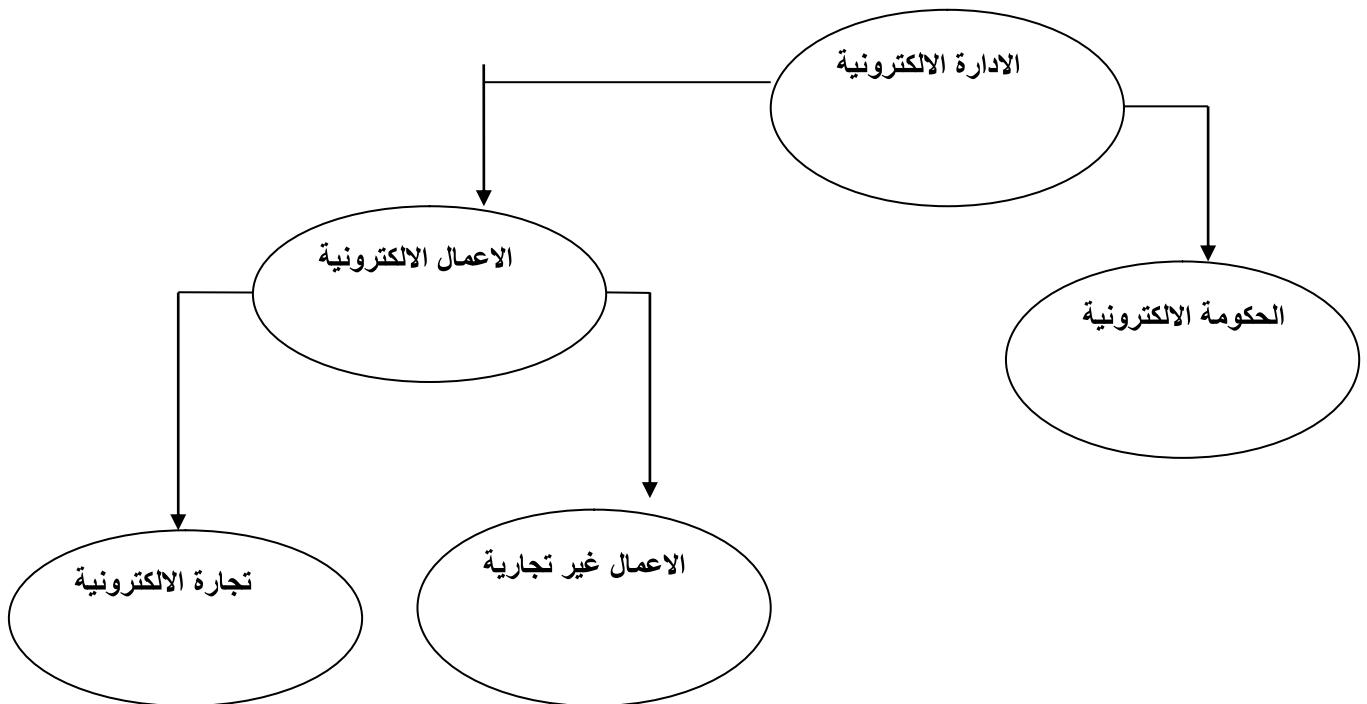 الادارة الالكترونية
الاعمال الالكترونية
الحكومة الالكترونية
الاعمال غير تجارية
تجارة الالكترونية